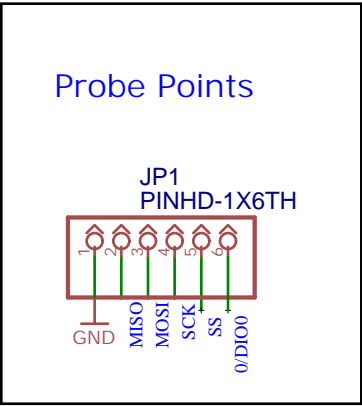 Probe Points
JP1
PINHD-1X6TH
1
2
3
4
5
6
GND
MISO
MOSI
SCK
SS
0/DIO0